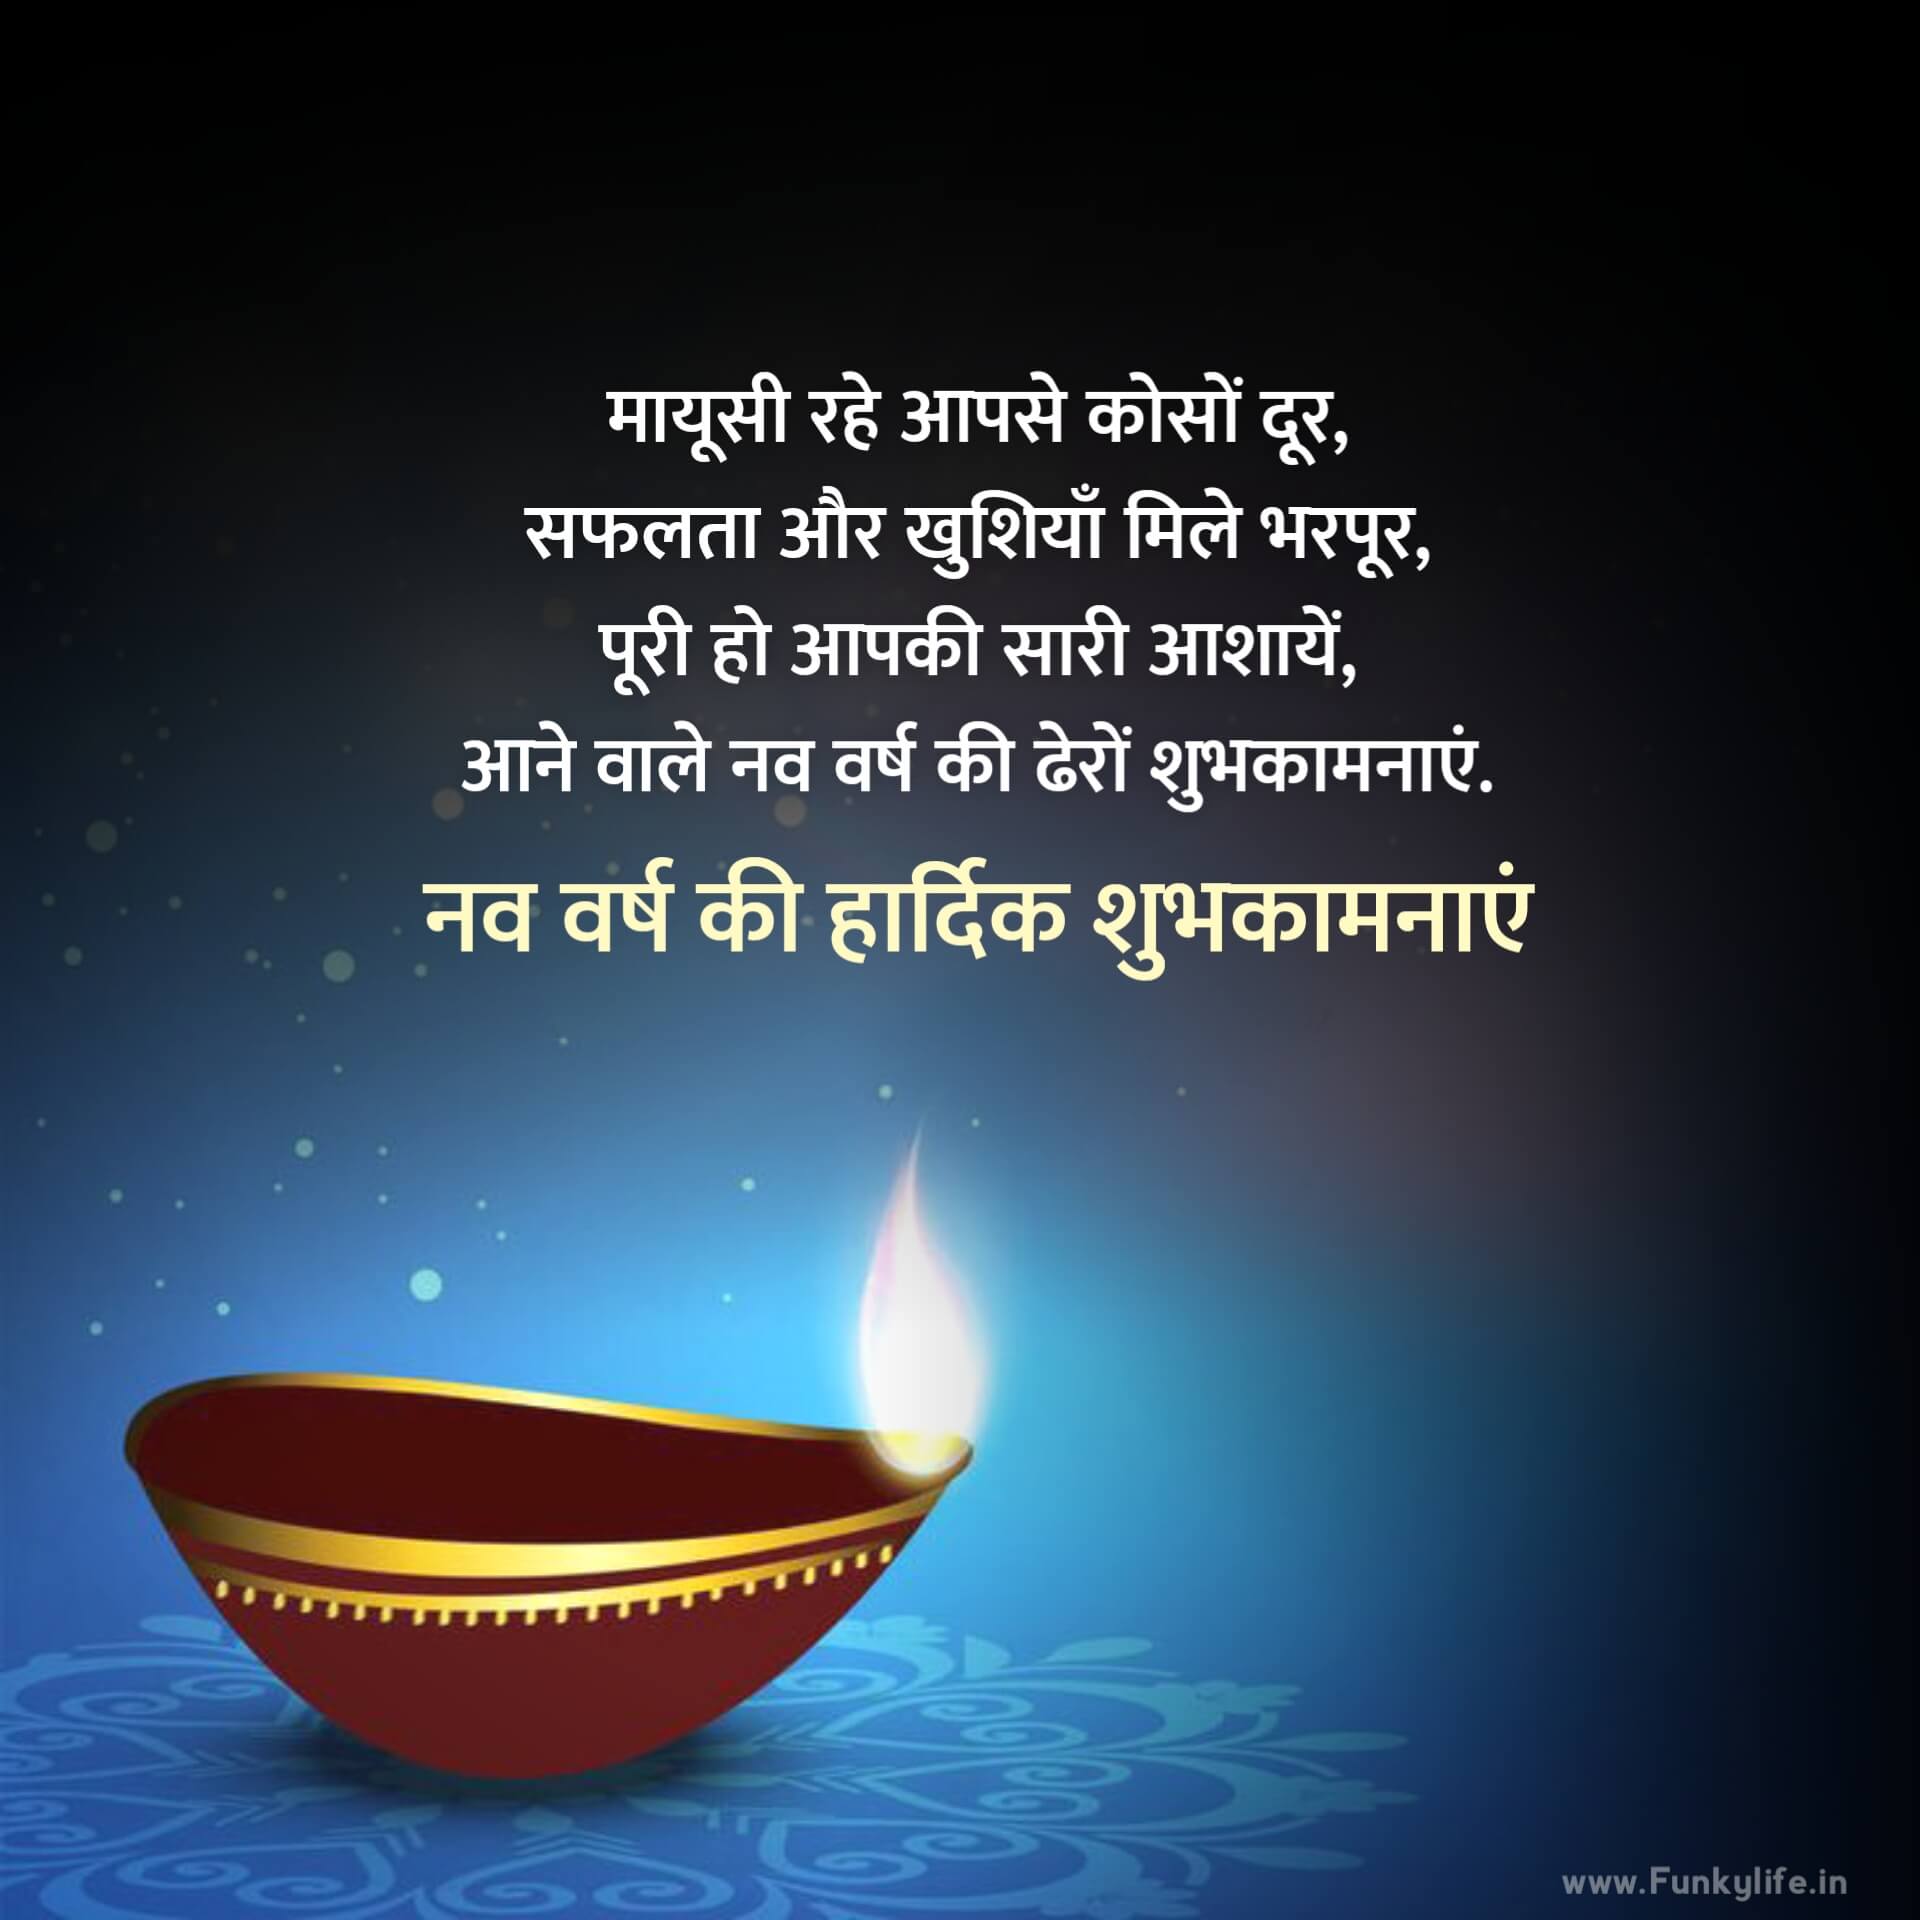 मायूसी रहे आपसे कोसों दूर,
सफलता और खुशियाँ मिले भरपूर,
पूरी हो आपकी सारी आशायें,
आने वाले नव वर्ष की ढेरों शुभकामनाएं.
नव वर्ष की हार्दिक शुभकामनाएं
www.Funkylife.in